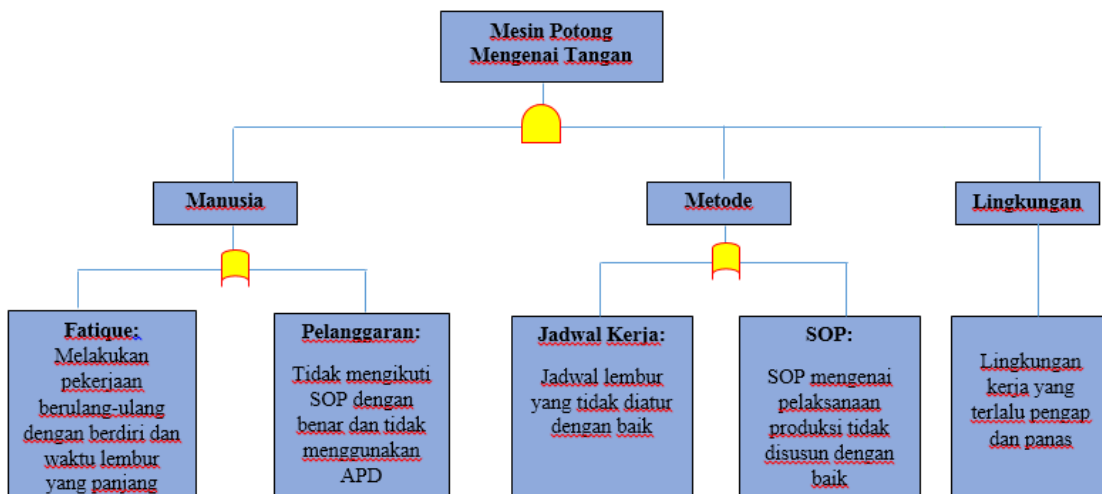 Mesin Potong
Mengenai Tangan
Manusia
Metode
Lingkungan
Fatique:
Melakukan
pekerjaan
berulang-ulang
dengan berdiri dan
waktu lembur
yang panjang
Pelanggaran:
Tidak mengikuti
SOP dengan
benar dan tidak
menggunakan
APD
Jadwal Kerja:
Jadwal lembur
yang tidak diatur
dengan baik
SOP:
SOP mengenai
pelaksanaan
produksi tidak
disusun dengan
baik
Lingkungan
kerja yang
terlalu pengap
dan panas